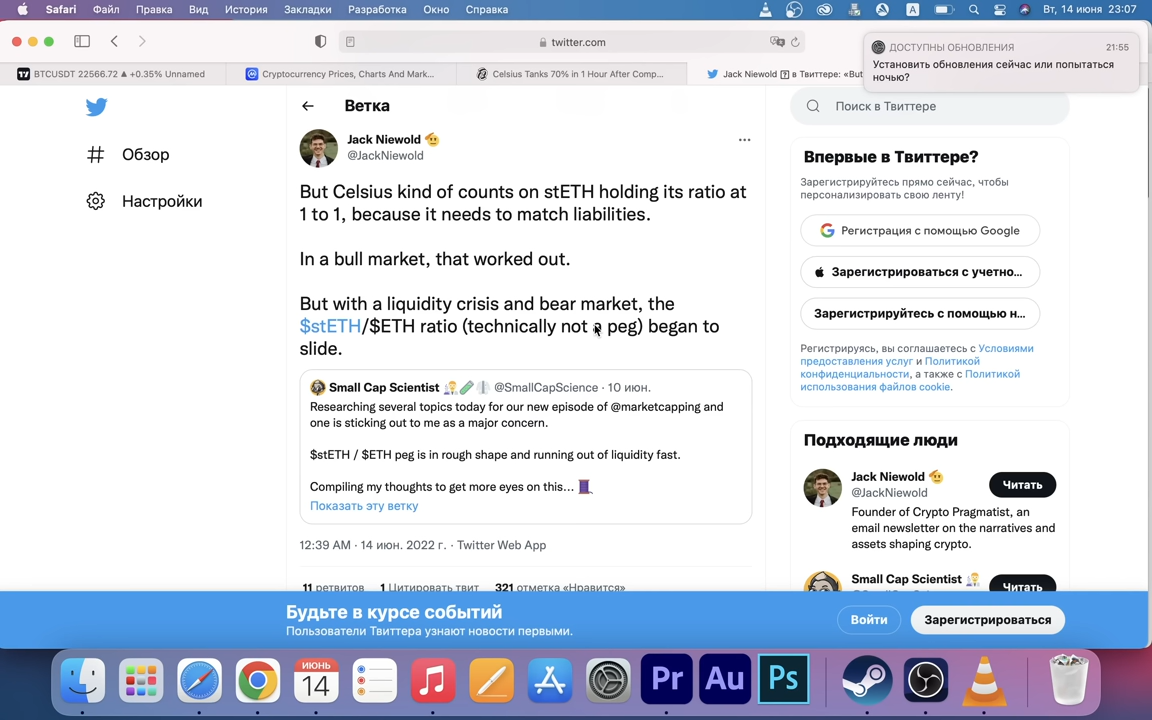 Safari Файл Правка Вид История Закладки Разработка Окно Справка A Вт, 14 июня 23:07
twitter.com
BTCUSDT 22566.72 ▲ +0.35% Unnamed
Cryptocurrency Prices, Charts And Mark...
Celsius Tanks 70% in 1 Hour After Comp...
Jack Niewold ? в Твиттере: «But
ДОСТУПНЫ ОБНОВЛЕНИЯ 21:55
Установить обновления сейчас или попытаться
ночью?
Обзор
Настройки
Ветка
Jack Niewold
@JackNiewold
But Celsius kind of counts on stETH holding its ratio at
1 to 1, because it needs to match liabilities.
In a bull market, that worked out.
But with a liquidity crisis and bear market, the
$stETH/$ETH ratio (technically not a peg) began to
slide.
Small Cap Scientist @SmallCapScience · 10 июн.
Researching several topics today for our new episode of @marketcapping and
one is sticking out to me as a major concern.
$stETH / $ETH peg is in rough shape and running out of liquidity fast.
Compiling my thoughts to get more eyes on this...
Показать эту ветку
12:39 AM · 14 июн. 2022 г. · Twitter Web App
11 ретвитов 1 Цитировать твит 321 отметка «Нравится»
Поиск в Твиттере
Впервые в Твиттере?
Зарегистрируйтесь прямо сейчас, чтобы
персонализировать свою ленту!
Регистрация с помощью Google
Зарегистрироваться с учетно...
Зарегистрируйтесь с помощью н...
Регистрируясь, вы соглашаетесь с Условиями
предоставления услуг и Политикой
конфиденциальности, а также с Политикой
использования файлов cookie.
Подходящие люди
Jack Niewold
@JackNiewold
Читать
Founder of Crypto Pragmatist, an
email newsletter on the narratives and
assets shaping crypto.
Small Cap Scientist
Читать
Будьте в курсе событий
Пользователи Твиттера узнают новости первыми.
Войти
Зарегистрироваться
ИЮНЬ
14
Pr Au Ps